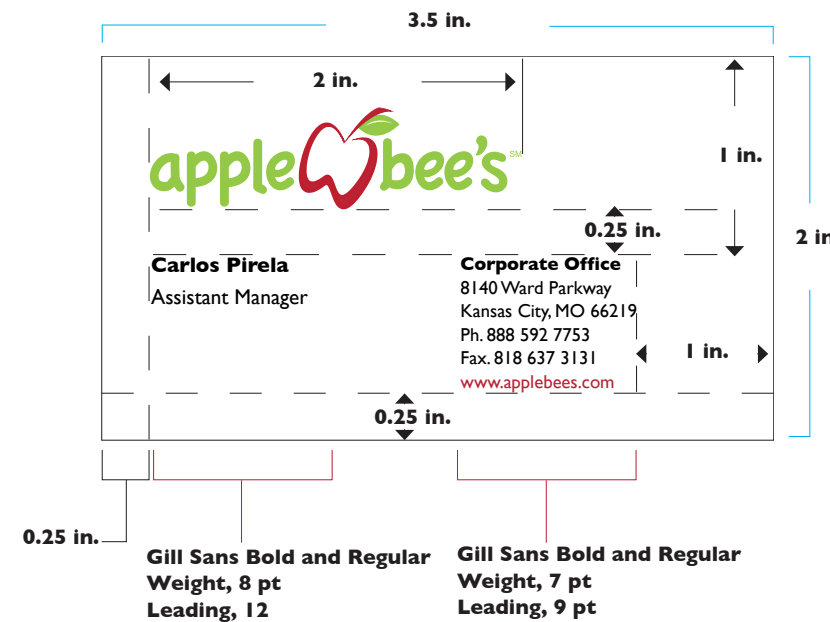 3.5 in.
2 in.
applebee's℠
1 in.
0.25 in.
2 in
Carlos Pirela
Assistant Manager
Corporate Office
8140 Ward Parkway
Kansas City, MO 66219
Ph. 888 592 7753
Fax. 818 637 3131
www.applebees.com
1 in.
0.25 in.
0.25 in.
Gill Sans Bold and Regular
Weight, 8 pt
Leading, 12
Gill Sans Bold and Regular
Weight, 7 pt
Leading, 9 pt